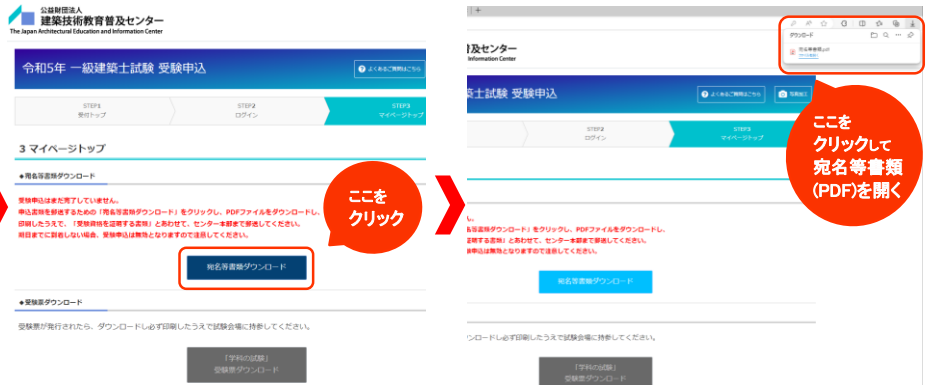 公益財団法人
建築技術教育普及センター
The Japan Architectural Education and Information Center
令和5年 一級建築士試験 受験申込
よくあるご質問はこちら
STEP1
受付トップ
STEP2
ログイン
STEP3
マイページトップ
3 マイページトップ
◆宛名等書類ダウンロード
受験申込はまだ完了していません。
申込書類を郵送するための「宛名等書類ダウンロード」をクリックし、PDFファイルをダウンロードし、
印刷したうえで、「受験資格を証明する書類」とあわせて、センター本部まで郵送してください。
期日までに到着しない場合、受験申込は無効となりますので注意してください。
宛名等書類ダウンロード
ここを
クリック
◆受験票ダウンロード
受験票が発行されたら、ダウンロードし必ず印刷したうえで試験会場に持参してください。
「学科の試験」
受験票ダウンロード
及センター
Information Center
築士試験 受験申込
よくあるご質問はこちら
写真加工
STEP2
ログイン
STEP3
マイページトップ
ん。
名等書類ダウンロード」をクリックし、PDFファイルをダウンロードし、
証明する書類」とあわせて、センター本部まで郵送してください。
験申込は無効となりますので注意してください。
宛名等書類ダウンロード
ンロードし必ず印刷したうえで試験会場に持参してください。
「学科の試験」
受験票ダウンロード
ダウンロード
宛名等書類.pdf
ファイルを開く
ここを
クリックして
宛名等書類
(PDF)を開く